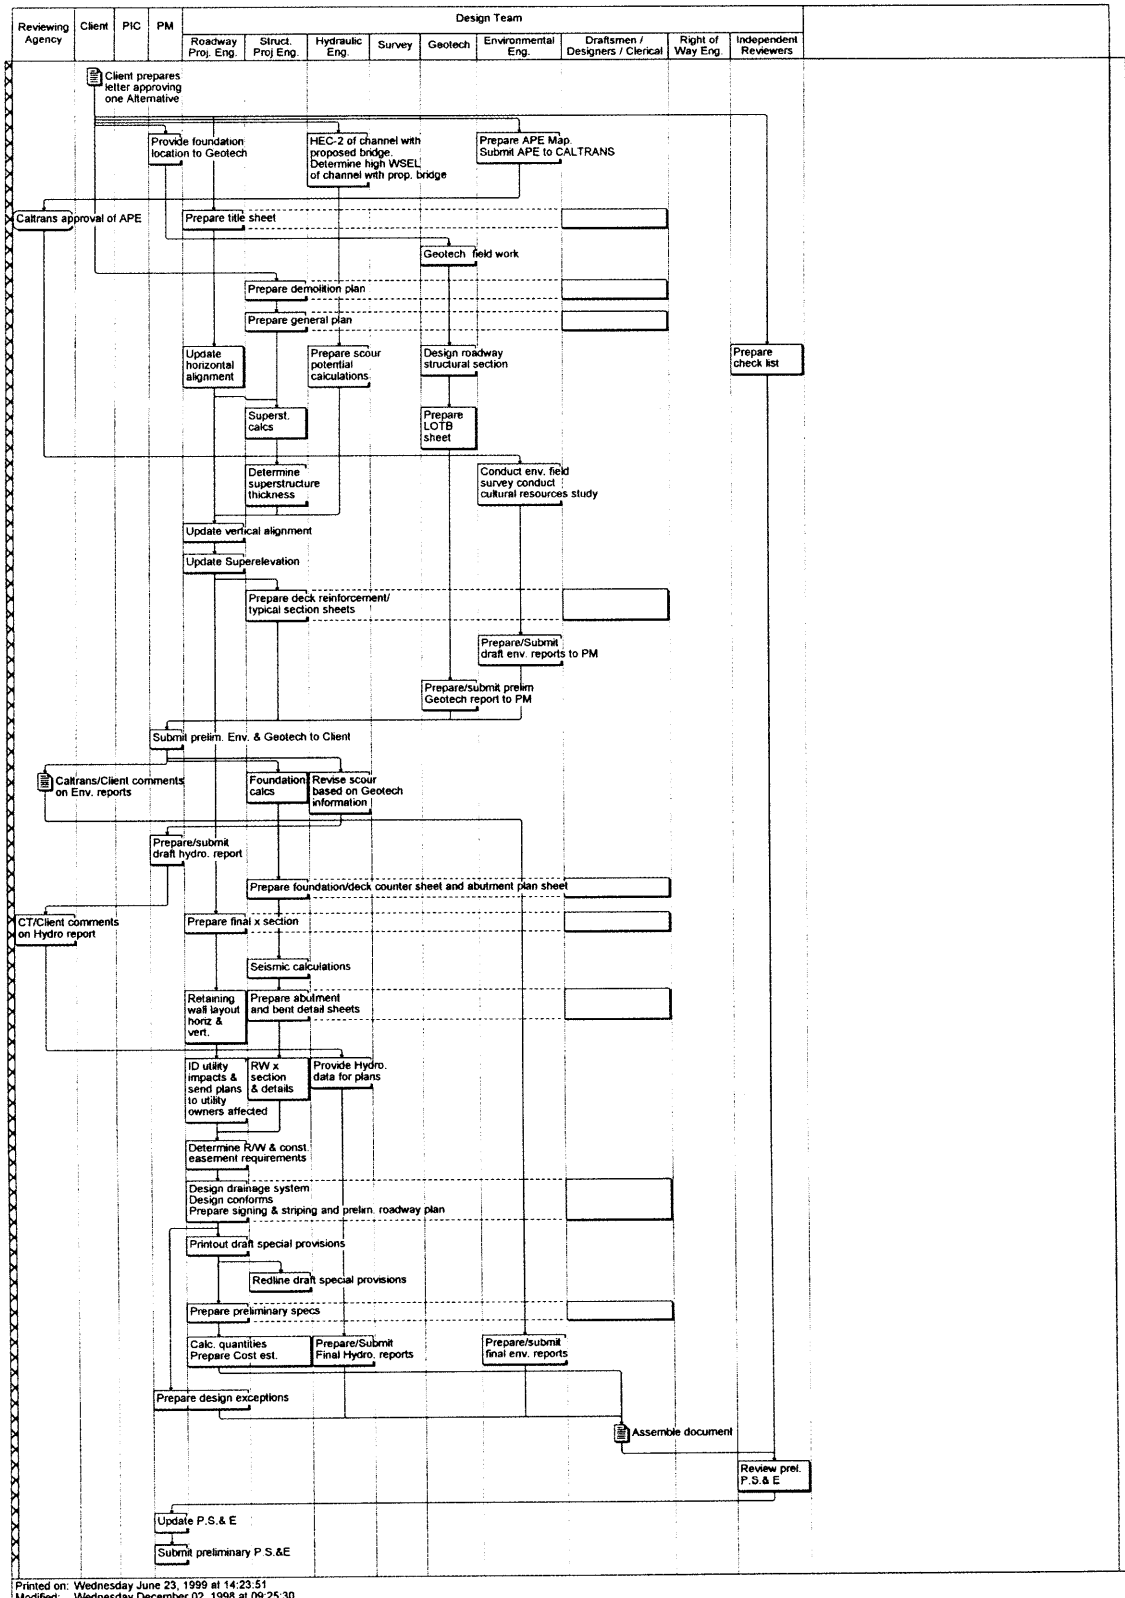 Reviewing
Agency
Client
PIC
PM
Design Team
Roadway
Proj. Eng.
Struct.
Proj Eng.
Hydraulic
Eng.
Survey
Geotech
Environmental
Eng.
Draftsmen /
Designers / Clerical
Right of
Way Eng.
Independent
Reviewers
Client prepares
letter approving
one Alternative
Provide foundation
location to Geotech
HEC-2 of channel with
proposed bridge.
Determine high WSEL
of channel with prop. bridge
Prepare APE Map.
Submit APE to CALTRANS
Caltrans approval of APE
Prepare title sheet
Geotech field work
Prepare demolition plan
Prepare general plan
Update
horizontal
alignment
Prepare scour
potential
calculations
Design roadway
structural section
Prepare
check list
Superst.
calcs
Prepare
LOTB
sheet
Determine
superstructure
thickness
Conduct env. field
survey conduct
cultural resources study
Update vertical alignment
Update Superelevation
Prepare deck reinforcement/
typical section sheets
Prepare/Submit
draft env. reports to PM
Prepare/submit prelim
Geotech report to PM
Submit prelim. Env. & Geotech to Client
Caltrans/Client comments
on Env. reports
Foundation
calcs
Revise scour
based on Geotech
information
Prepare/submit
draft hydro. report
Prepare foundation/deck counter sheet and abutment plan sheet
CT/Client comments
on Hydro report
Prepare final x section
Seismic calculations
Retaining
wall layout
horiz &
vert.
Prepare abutment
and bent detail sheets
ID utility
impacts &
send plans
to utility
owners affected
RW x
section
& details
Provide Hydro.
data for plans
Determine R/W & const.
easement requirements
Design drainage system
Design conforms
Prepare signing & striping and prelim. roadway plan
Printout draft special provisions
Redline draft special provisions
Prepare preliminary specs
Calc. quantities
Prepare Cost est.
Prepare/Submit
Final Hydro. reports
Prepare/submit
final env. reports
Prepare design exceptions
Assemble document
Review prel.
P.S.& E
Update P.S.& E
Submit preliminary P.S.&E
Printed on: Wednesday June 23, 1999 at 14:23:51
Modified: Wednesday December 02, 1998 at 09:25:30